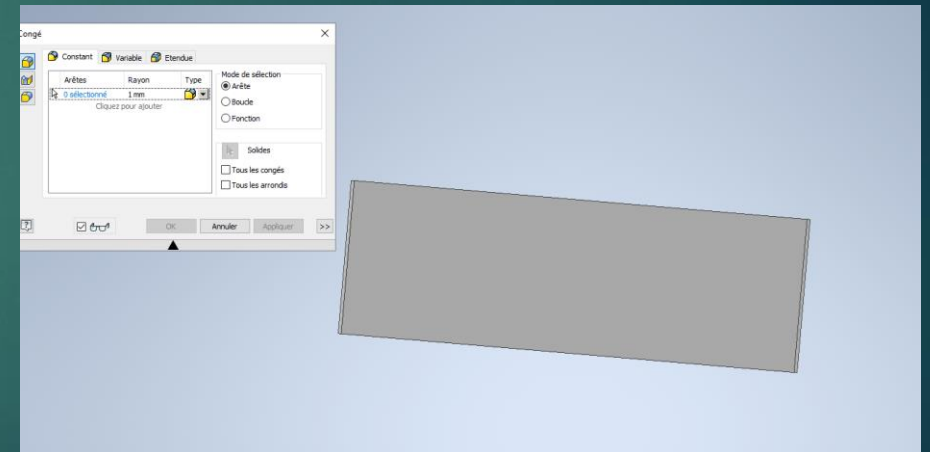 Congé
Constant Variable Etendue
Arêtes Rayon Type
0 sélectionné 1 mm
Cliquez pour ajouter
Mode de sélection
Arête
Boucle
Fonction
Solides
Tous les congés
Tous les arrondis
OK Annuler Appliquer >>